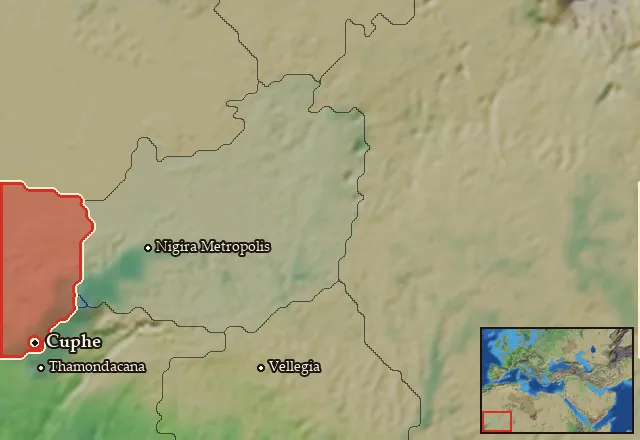 Nigira Metropolis
Cuphe
Thamondacana
Vellegia